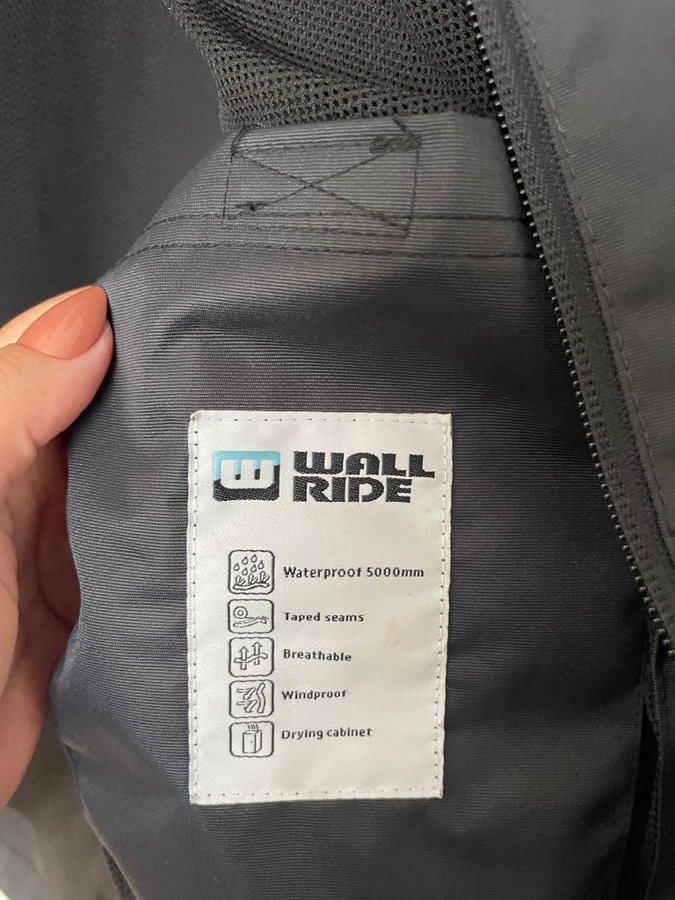 W WALL
RIDE
Waterproof 5000mm
Taped seams
Breathable
Windproof
Drying cabinet